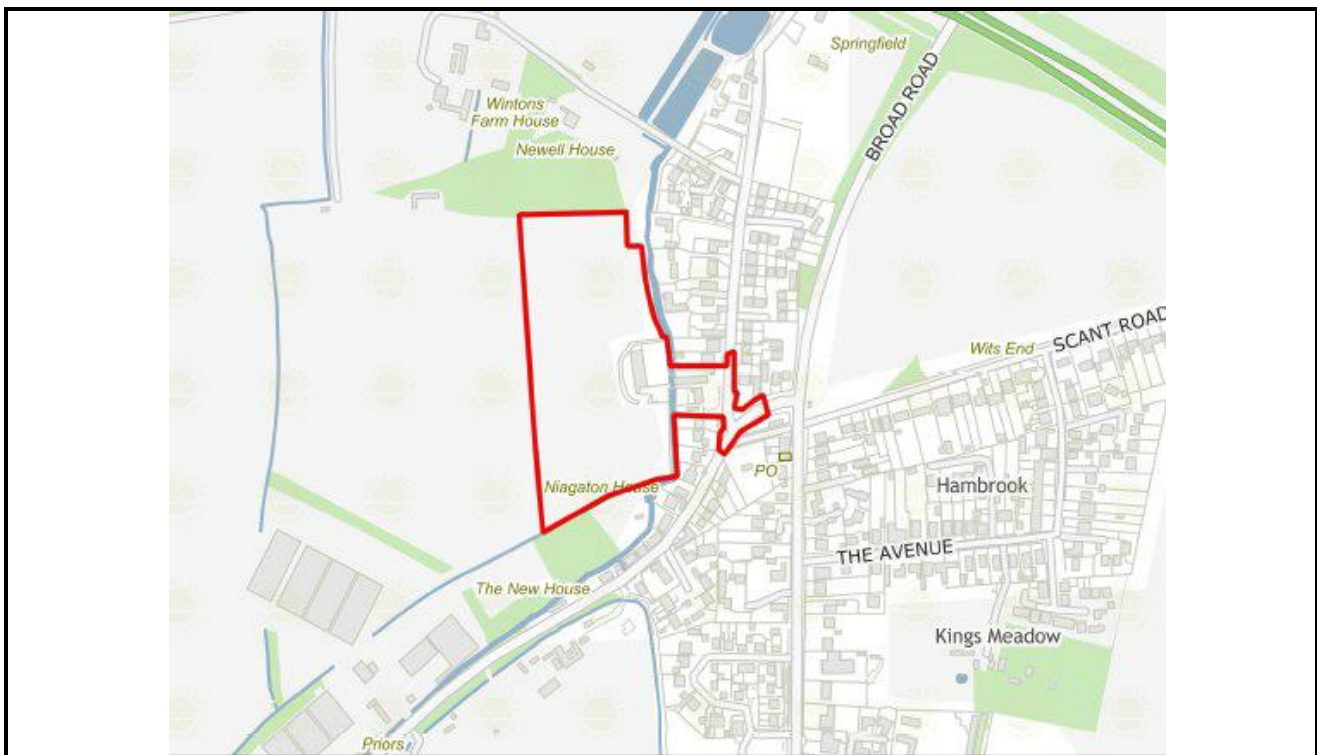 Springfield
BROAD ROAD
Wintons
Farm House
Newell House
Wits End
SCANT ROAD
PO
Niagaton House
Hambrook
THE AVENUE
The New House
Kings Meadow
Priors